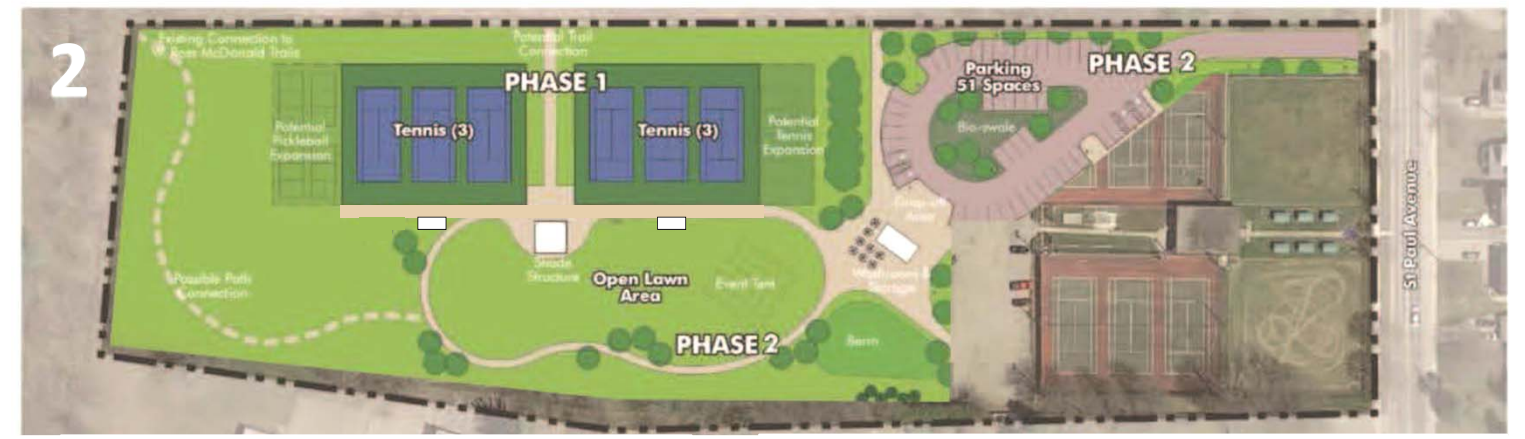 2
Existing Connection to
Ross McDonald Trails
Potential Trail
Connection
PHASE 1
Parking
51 Spaces
PHASE 2
Potential
Pickleball
Expansion
Tennis (3)
Tennis (3)
Potential
Tennis
Expansion
Bio-swale
Drop-off
Area
St Paul Avenue
Shade
Structure
Open Lawn
Area
Event Tent
Washroom &
Storage
Possible Path
Connection
PHASE 2
Berm